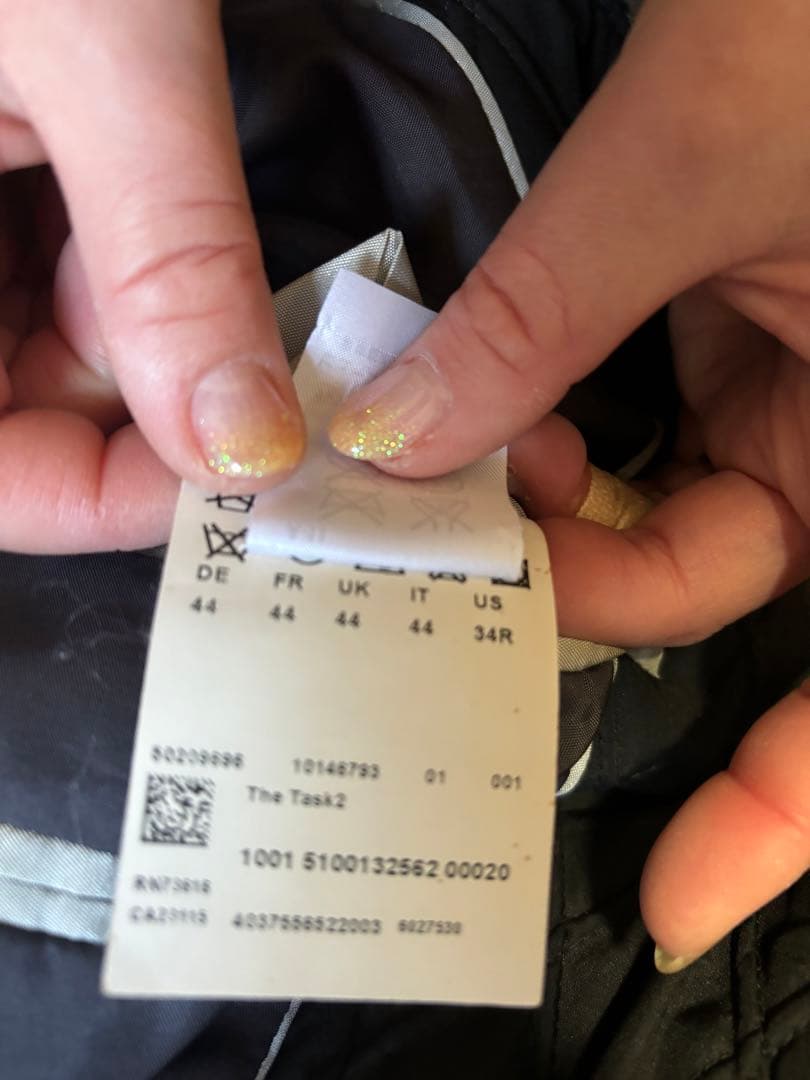 DE FR UK IT US
44 44 44 44 34R
50209696 10146793 01 001
The Task2
1001 5100132562 00020
RN73616
CA23115 4037556522003 6027530